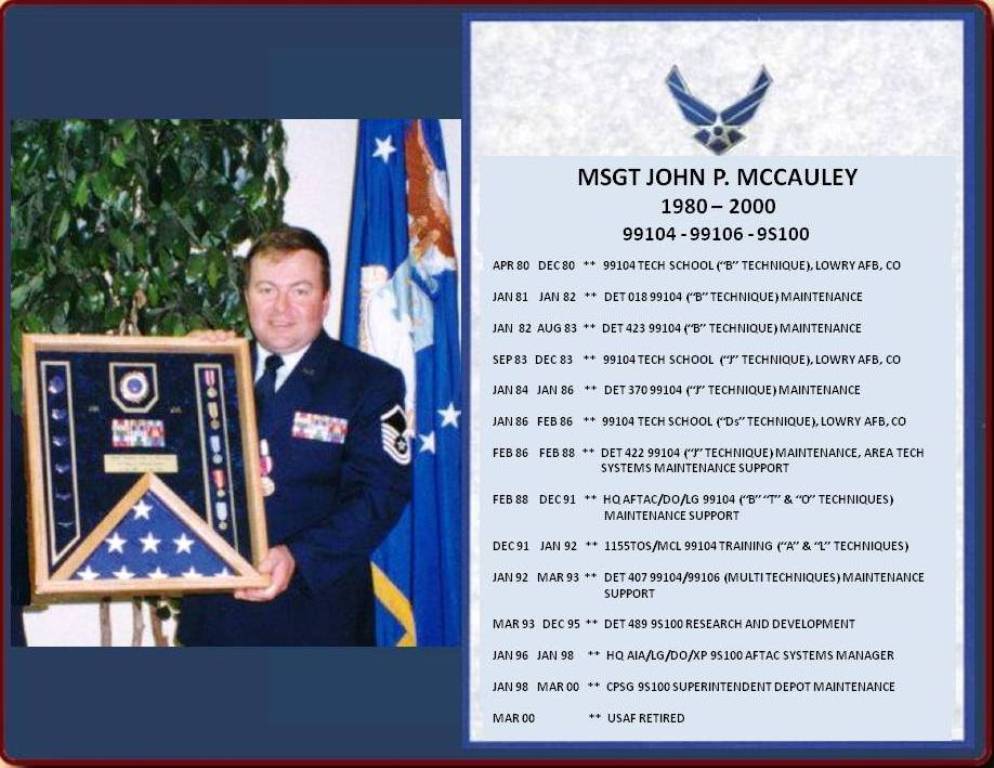 MSGT JOHN P. MCCAULEY
1980 – 2000
99104 - 99106 - 9S100
APR 80 DEC 80 ** 99104 TECH SCHOOL (“B” TECHNIQUE), LOWRY AFB, CO
JAN 81 JAN 82 ** DET 018 99104 (“B” TECHNIQUE) MAINTENANCE
JAN 82 AUG 83 ** DET 423 99104 (“B” TECHNIQUE) MAINTENANCE
SEP 83 DEC 83 ** 99104 TECH SCHOOL (“J” TECHNIQUE), LOWRY AFB, CO
JAN 84 JAN 86 ** DET 370 99104 (“J” TECHNIQUE) MAINTENANCE
JAN 86 FEB 86 ** 99104 TECH SCHOOL (“Ds” TECHNIQUE), LOWRY AFB, CO
FEB 86 FEB 88 ** DET 422 99104 (“J” TECHNIQUE) MAINTENANCE, AREA TECH
SYSTEMS MAINTENANCE SUPPORT
FEB 88 DEC 91 ** HQ AFTAC/DO/LG 99104 (“B” “T” & “O” TECHNIQUES)
MAINTENANCE SUPPORT
DEC 91 JAN 92 ** 1155TOS/MCL 99104 TRAINING (“A” & “L” TECHNIQUES)
JAN 92 MAR 93 ** DET 407 99104/99106 (MULTI TECHNIQUES) MAINTENANCE
SUPPORT
MAR 93 DEC 95 ** DET 489 9S100 RESEARCH AND DEVELOPMENT
JAN 96 JAN 98 ** HQ AIA/LG/DO/XP 9S100 AFTAC SYSTEMS MANAGER
JAN 98 MAR 00 ** CPSG 9S100 SUPERINTENDENT DEPOT MAINTENANCE
MAR 00 ** USAF RETIRED